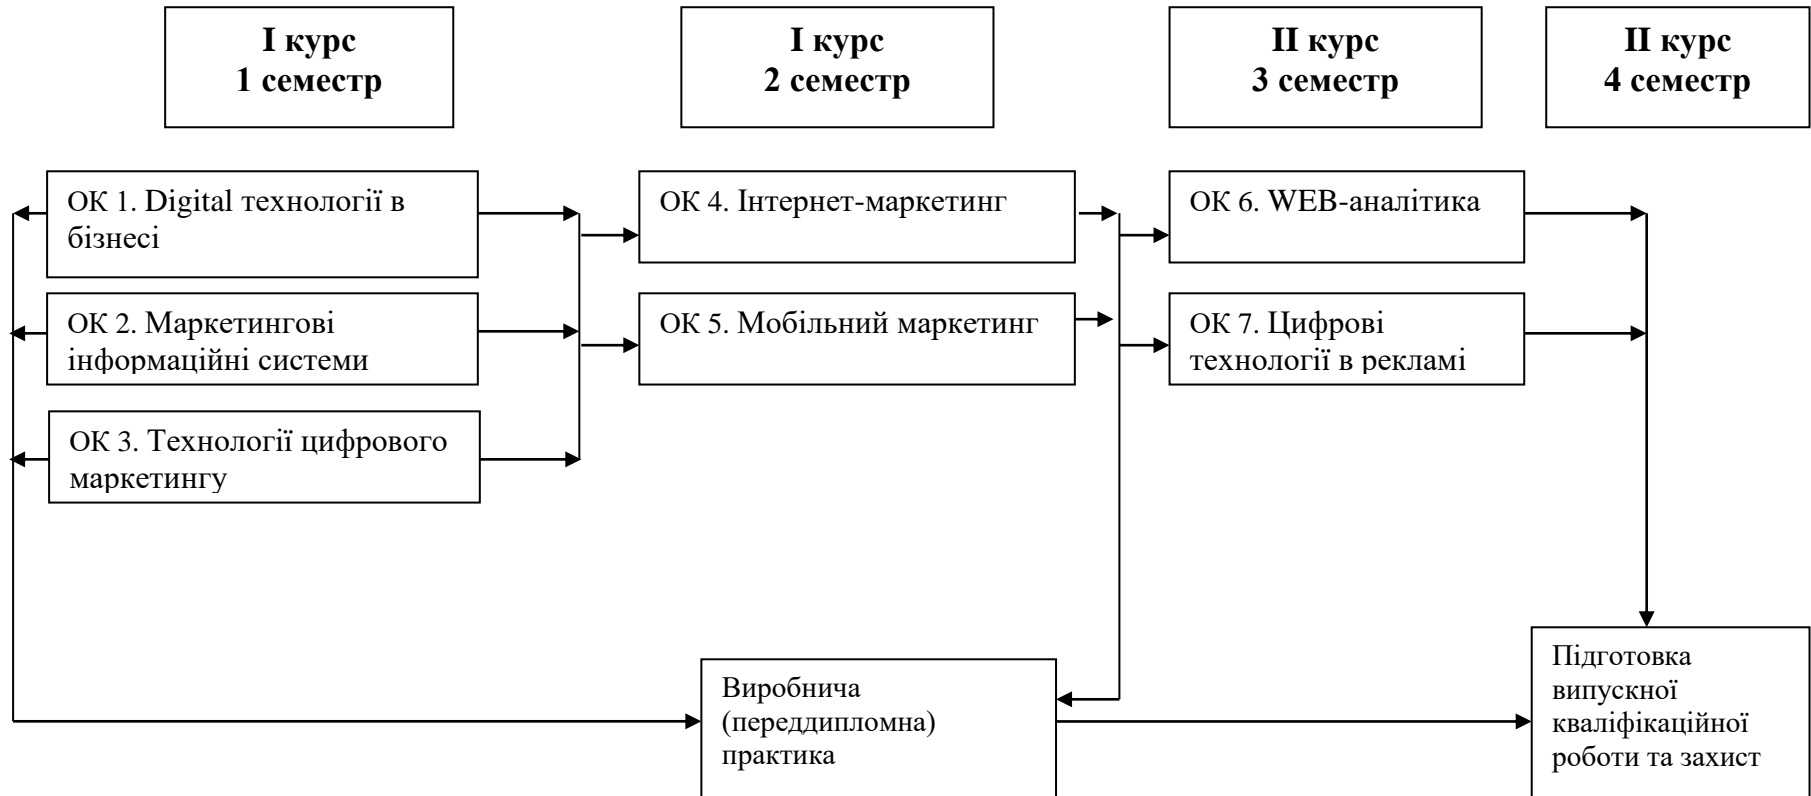 І курс
1 семестр
І курс
2 семестр
ІІ курс
3 семестр
ІІ курс
4 семестр
ОК 1. Digital технології в
бізнесі
ОК 4. Інтернет-маркетинг
ОК 6. WEB-аналітика
ОК 2. Маркетингові
інформаційні системи
ОК 5. Мобільний маркетинг
ОК 7. Цифрові
технології в рекламі
ОК 3. Технології цифрового
маркетингу
Виробнича
(переддипломна)
практика
Підготовка
випускної
кваліфікаційної
роботи та захист